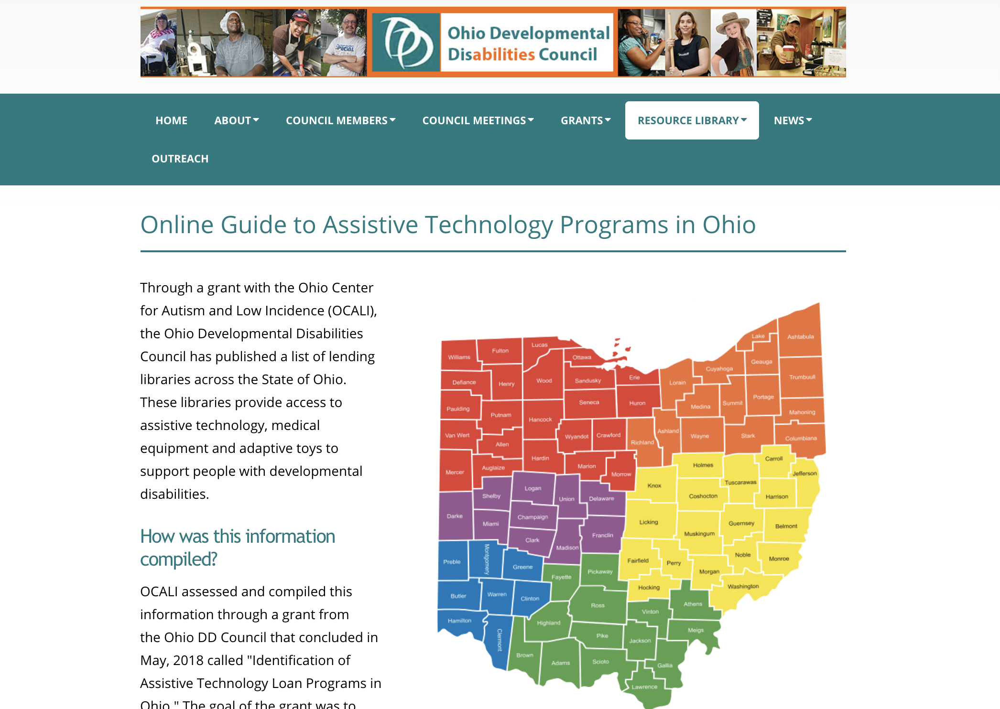 Ohio Developmental
Disabilities Council
HOME
ABOUT
COUNCIL MEMBERS
COUNCIL MEETINGS
GRANTS
RESOURCE LIBRARY
NEWS
OUTREACH
Online Guide to Assistive Technology Programs in Ohio
Through a grant with the Ohio Center
for Autism and Low Incidence (OCALI),
the Ohio Developmental Disabilities
Council has published a list of lending
libraries across the State of Ohio.
These libraries provide access to
assistive technology, medical
equipment and adaptive toys to
support people with developmental
disabilities.
How was this information
compiled?
OCALI assessed and compiled this
information through a grant from
the Ohio DD Council that concluded in
May, 2018 called "Identification of
Assistive Technology Loan Programs in
Ohio." The goal of the grant was to
Williams
Fulton
Lucas
Ottawa
Lake
Ashtabula
Defiance
Henry
Wood
Sandusky
Erie
Lorain
Cuyahoga
Geauga
Trumbuull
Paulding
Putnam
Hancock
Seneca
Huron
Medina
Summit
Portage
Mahoning
Van Wert
Allen
Wyandot
Crawford
Richland
Ashland
Wayne
Stark
Columbiana
Mercer
Auglaize
Hardin
Marion
Morrow
Holmes
Carroll
Jefferson
Knox
Tuscarawas
Shelby
Logan
Union
Delaware
Coshocton
Harrison
Darke
Miami
Champaign
Licking
Muskingum
Guernsey
Belmont
Clark
Madison
Franclin
Preble
Montgomery
Greene
Fayette
Pickaway
Fairfield
Perry
Morgan
Noble
Monroe
Washington
Hocking
Butler
Warren
Clinton
Ross
Vinton
Athens
Hamilton
Clermont
Highland
Pike
Jackson
Meigs
Brown
Adams
Scioto
Gallia
Lawrence